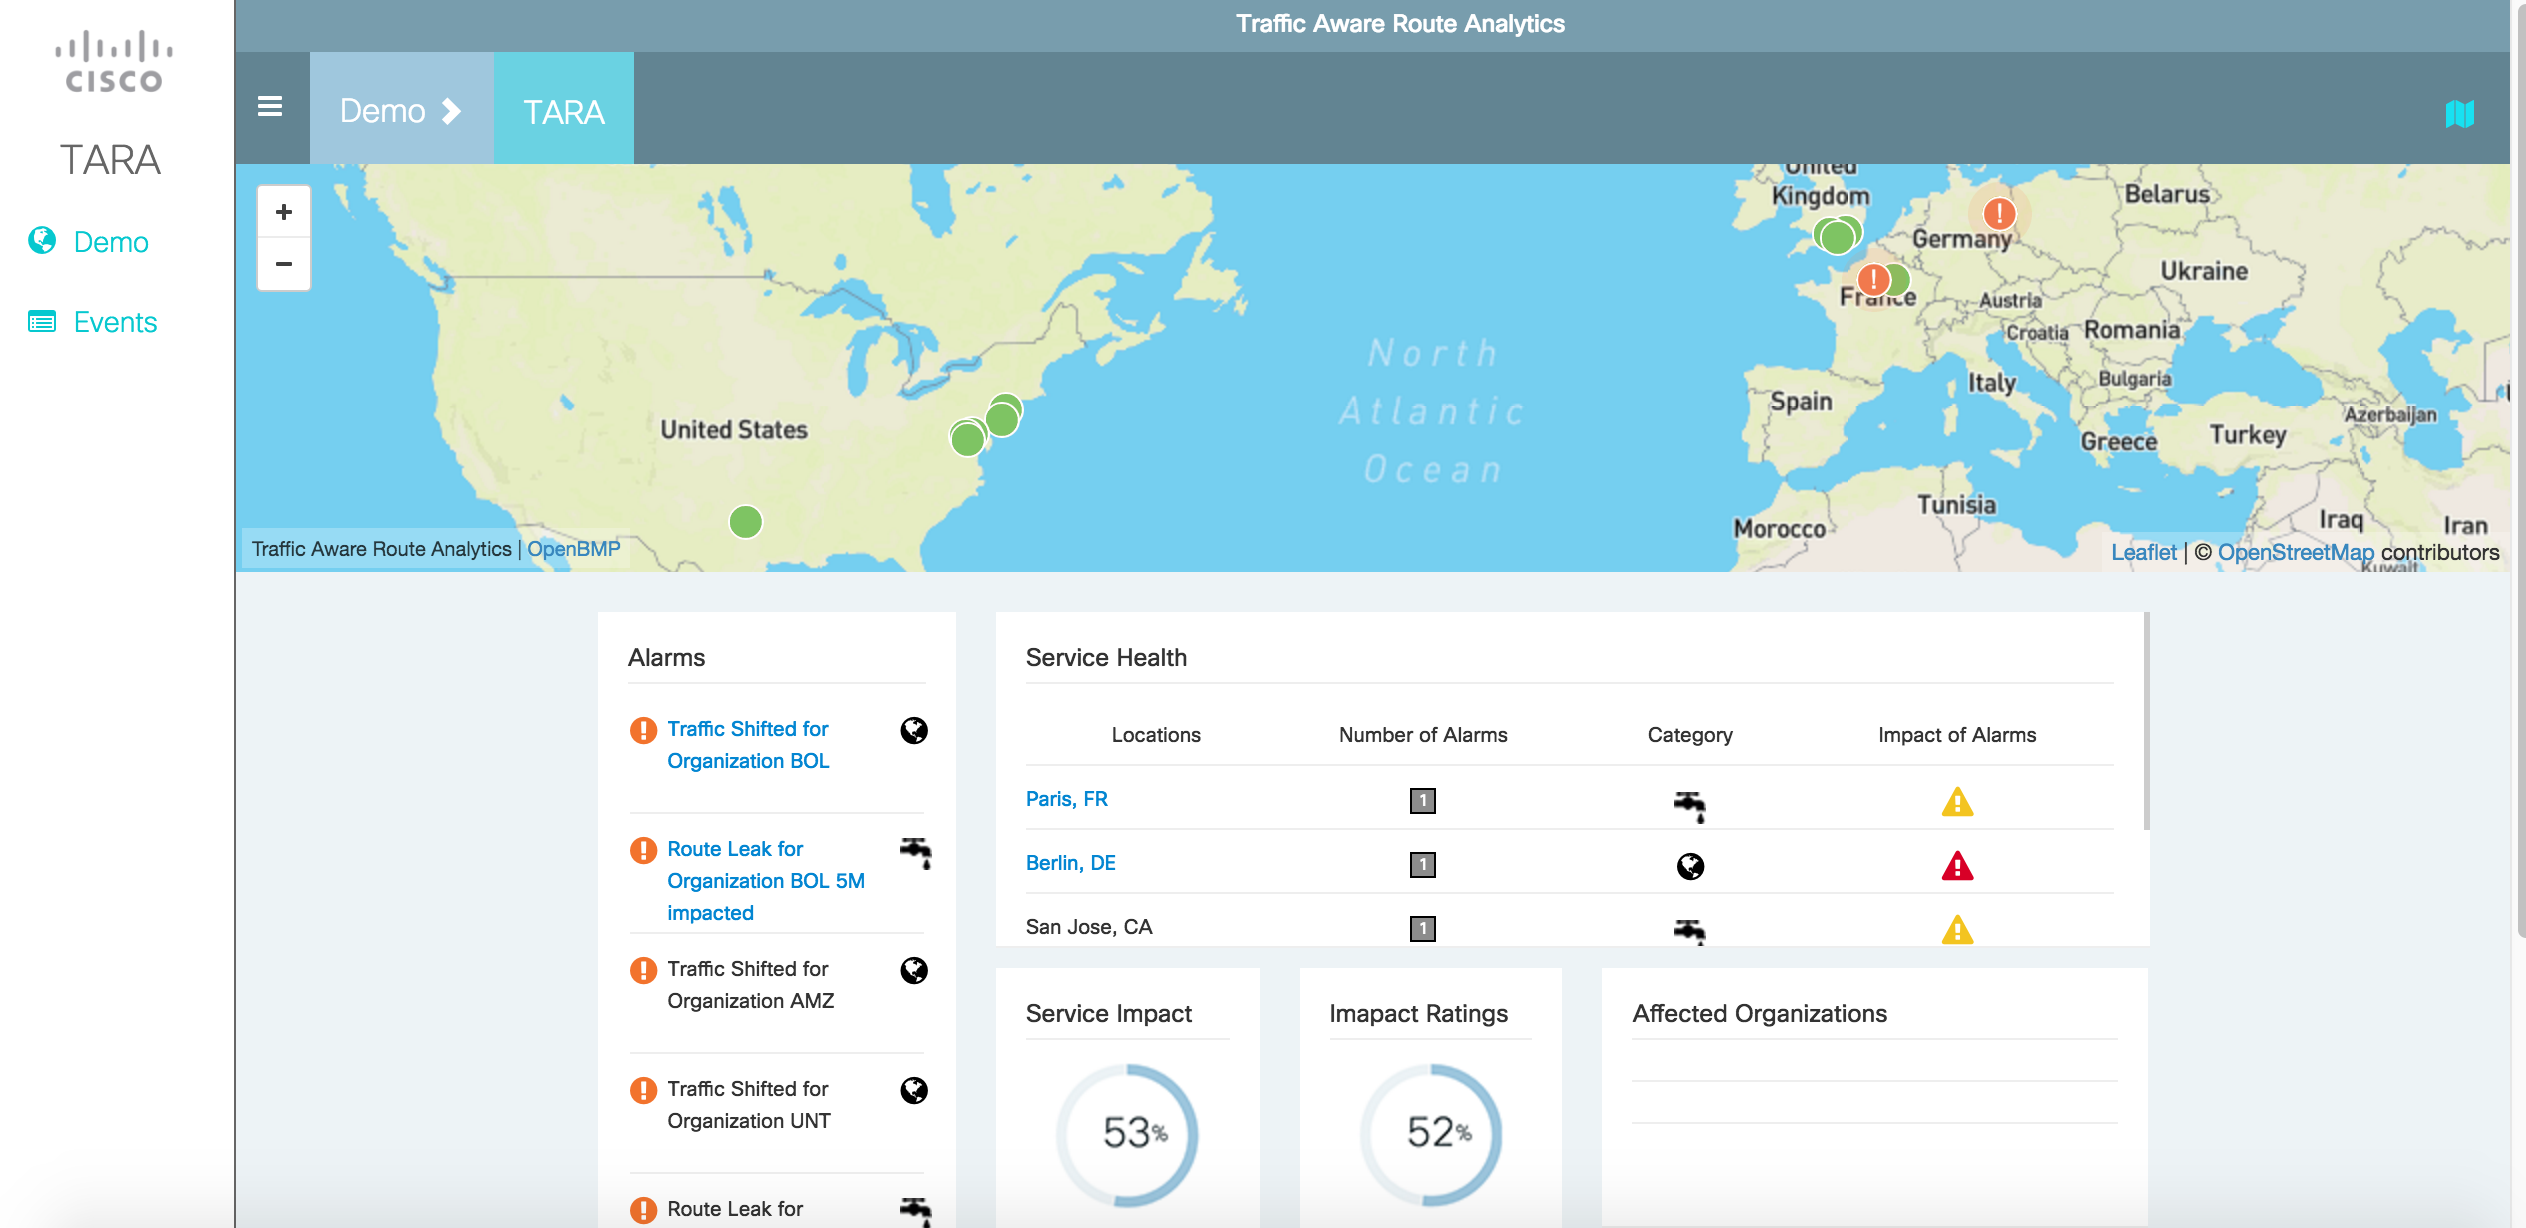 Traffic Aware Route Analytics
CISCO
TARA
Demo
Events
Demo
TARA
+
−
United
Kingdom
Belarus
Germany
Ukraine
France
Austria
Croatia
Romania
Bulgaria
Italy
Spain
Azerbaijan
Greece
Turkey
Tunisia
Morocco
Iraq
Iran
Kuwait
United States
North
Atlantic
Ocean
Traffic Aware Route Analytics | OpenBMP
Leaflet | © OpenStreetMap contributors
Alarms
Traffic Shifted for
Organization BOL
Route Leak for
Organization BOL 5M
impacted
Traffic Shifted for
Organization AMZ
Traffic Shifted for
Organization UNT
Route Leak for
Service Health
Locations Number of Alarms Category Impact of Alarms
Paris, FR 1
Berlin, DE 1
San Jose, CA 1
Service Impact
53%
Imapact Ratings
52%
Affected Organizations